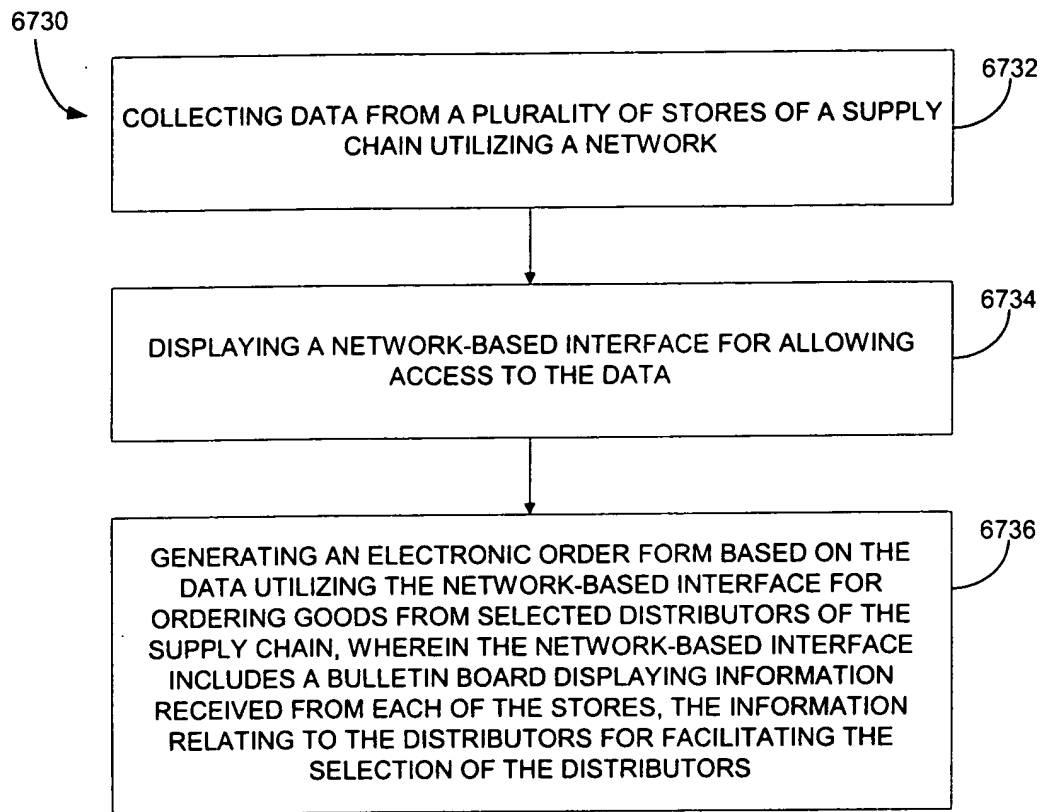 6730
6732
COLLECTING DATA FROM A PLURALITY OF STORES OF A SUPPLY
CHAIN UTILIZING A NETWORK
6734
DISPLAYING A NETWORK-BASED INTERFACE FOR ALLOWING
ACCESS TO THE DATA
6736
GENERATING AN ELECTRONIC ORDER FORM BASED ON THE
DATA UTILIZING THE NETWORK-BASED INTERFACE FOR
ORDERING GOODS FROM SELECTED DISTRIBUTORS OF THE
SUPPLY CHAIN, WHEREIN THE NETWORK-BASED INTERFACE
INCLUDES A BULLETIN BOARD DISPLAYING INFORMATION
RECEIVED FROM EACH OF THE STORES, THE INFORMATION
RELATING TO THE DISTRIBUTORS FOR FACILITATING THE
SELECTION OF THE DISTRIBUTORS